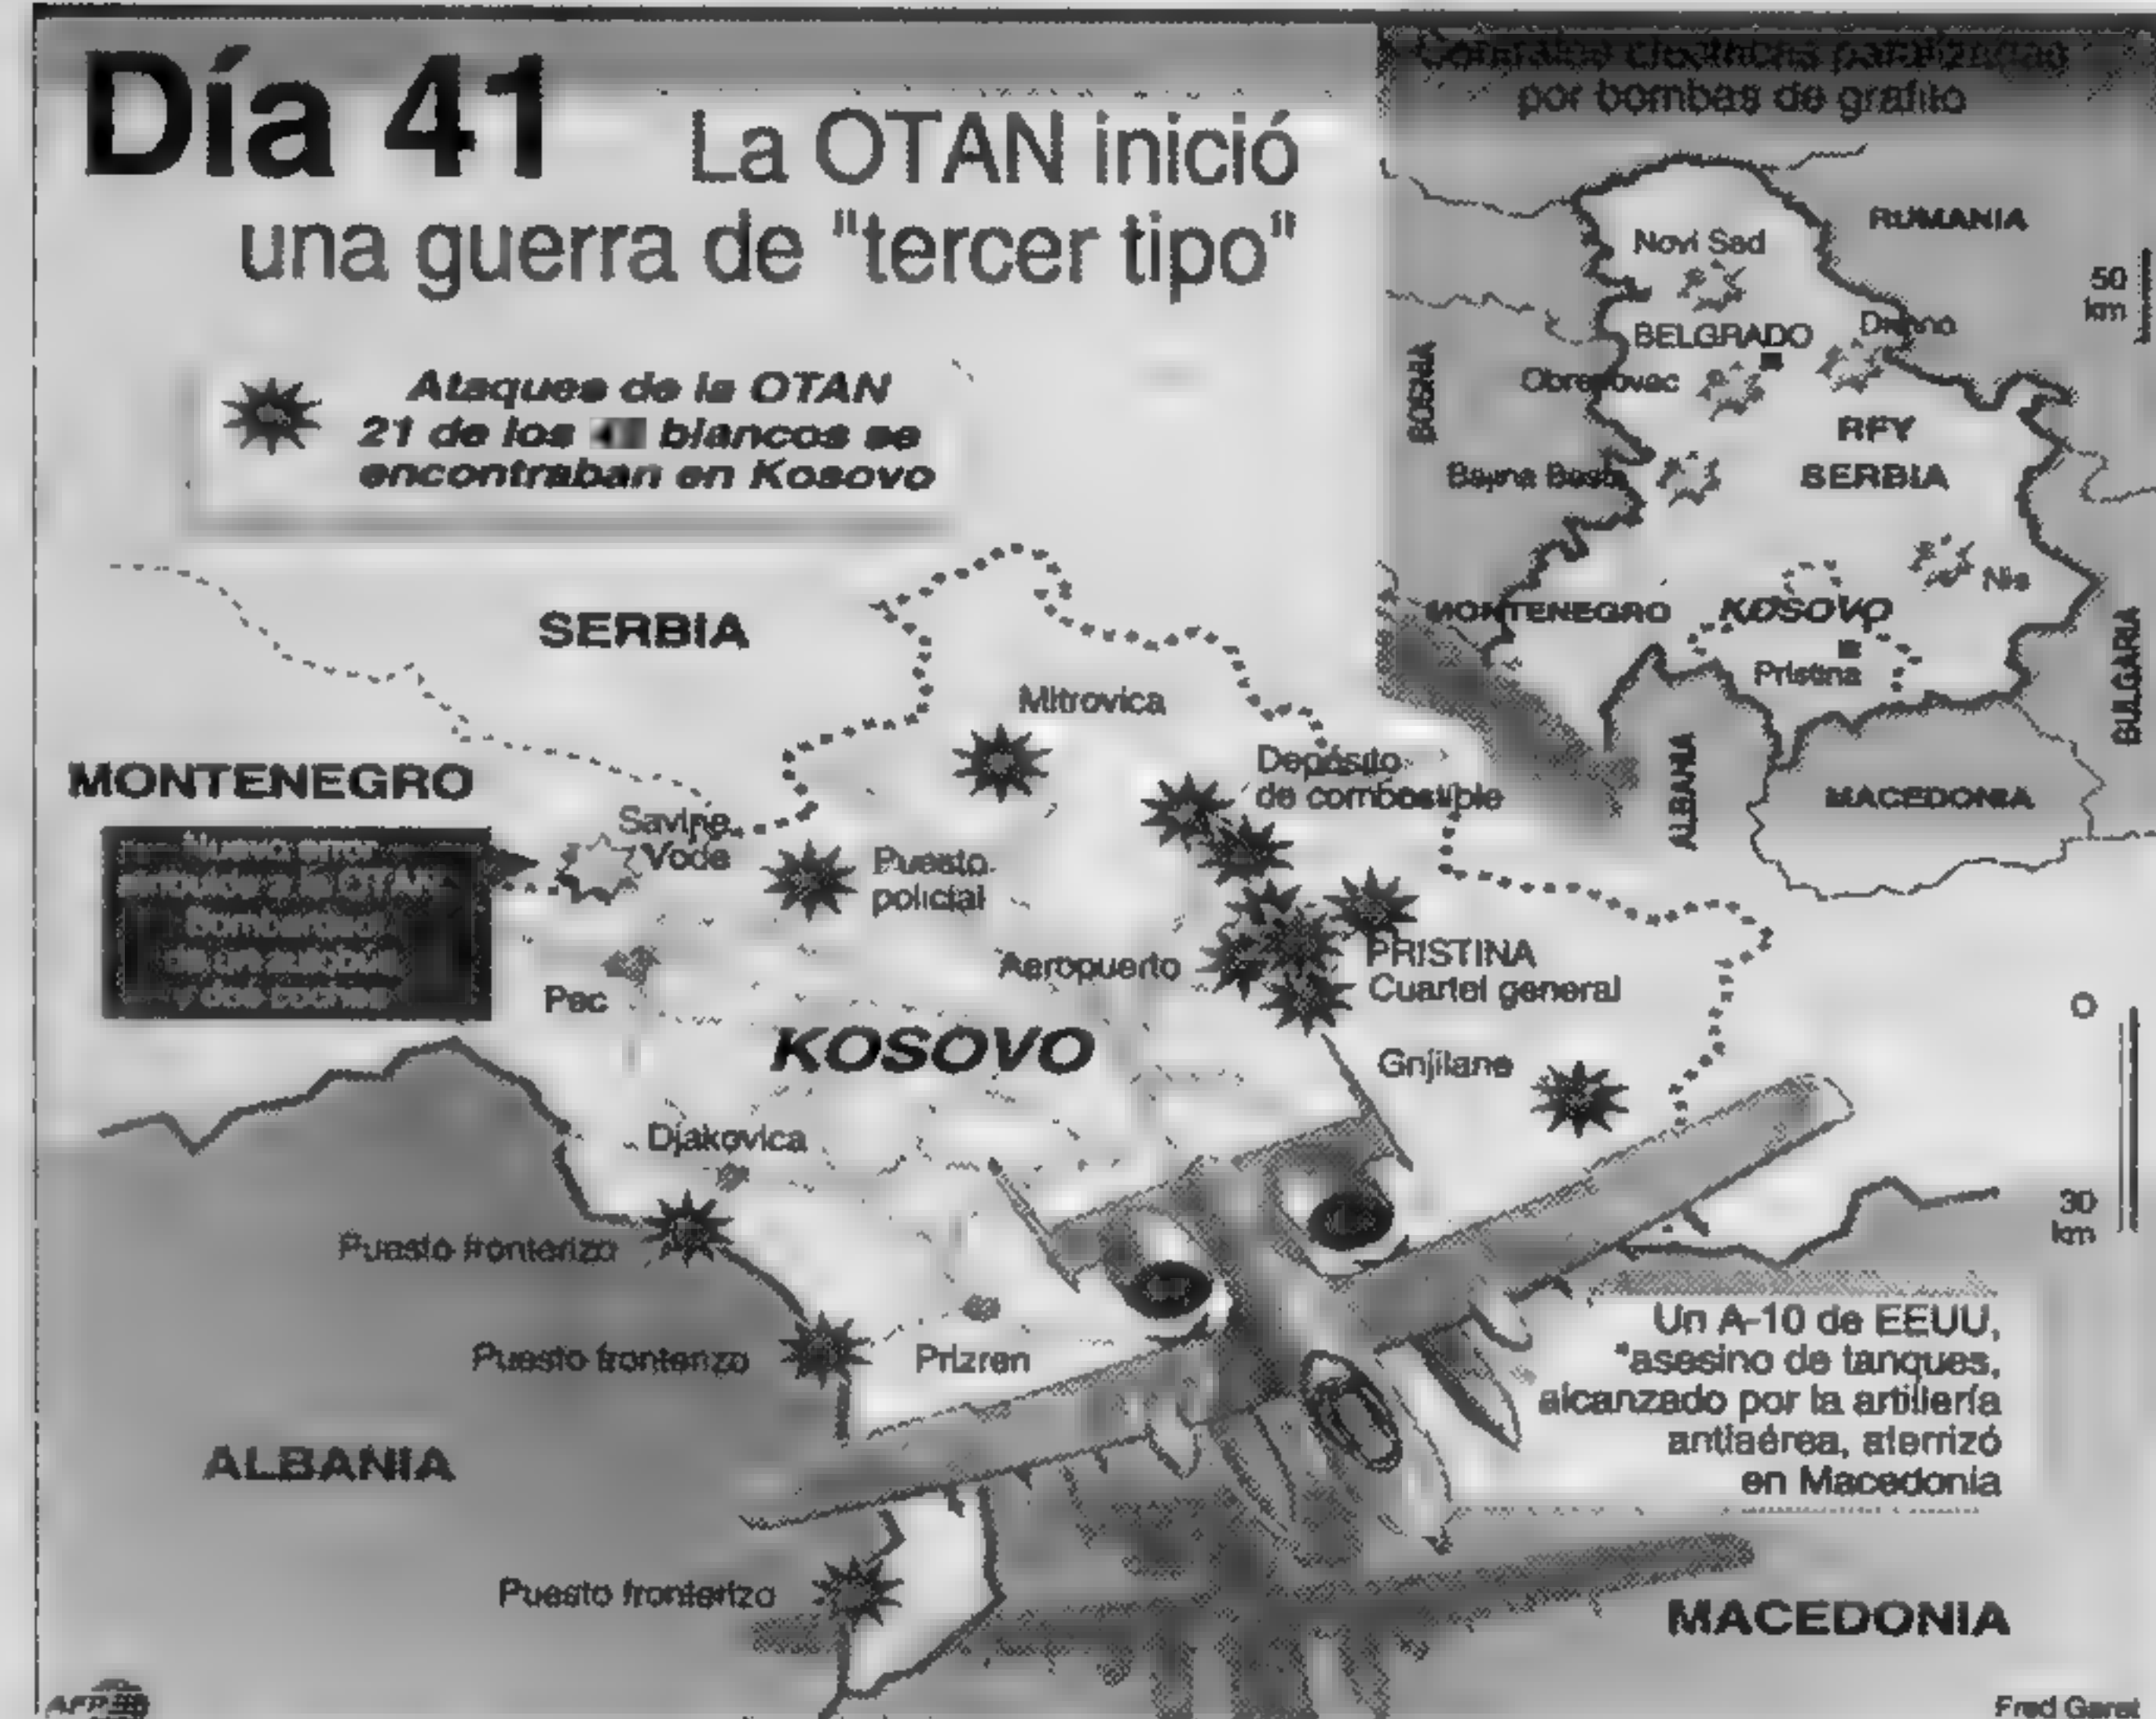 Día 41 La OTAN inició
una guerra de "tercer tipo"
Ataques de la OTAN
21 de los blancos se
encontraban en Kosovo
por bombas de grafito
RUMANIA
Novi Sad
50
km
BELGRADO
Obrenovac
BOSNIA
RFY
SERBIA
Bajina Basta
Nis
MONTENEGRO
KOSOVO
Pristina
BULGARIA
ALBANIA
MACEDONIA
SERBIA
Mitrovica
MONTENEGRO
Depósito
de combustible
Savine
Vode
Puesto
policial
bombardeó
y dos coches
Aeropuerto
PRISTINA
Cuartel general
Pec
KOSOVO
Gnjilane
0
30
km
Djakovica
Puesto fronterizo
Puesto fronterizo
Prizren
Un A-10 de EEUU,
"asesino de tanques,
alcanzado por la artillería
antiaérea, aterrizó
en Macedonia
ALBANIA
Puesto fronterizo
MACEDONIA
AFP
Fred Garet